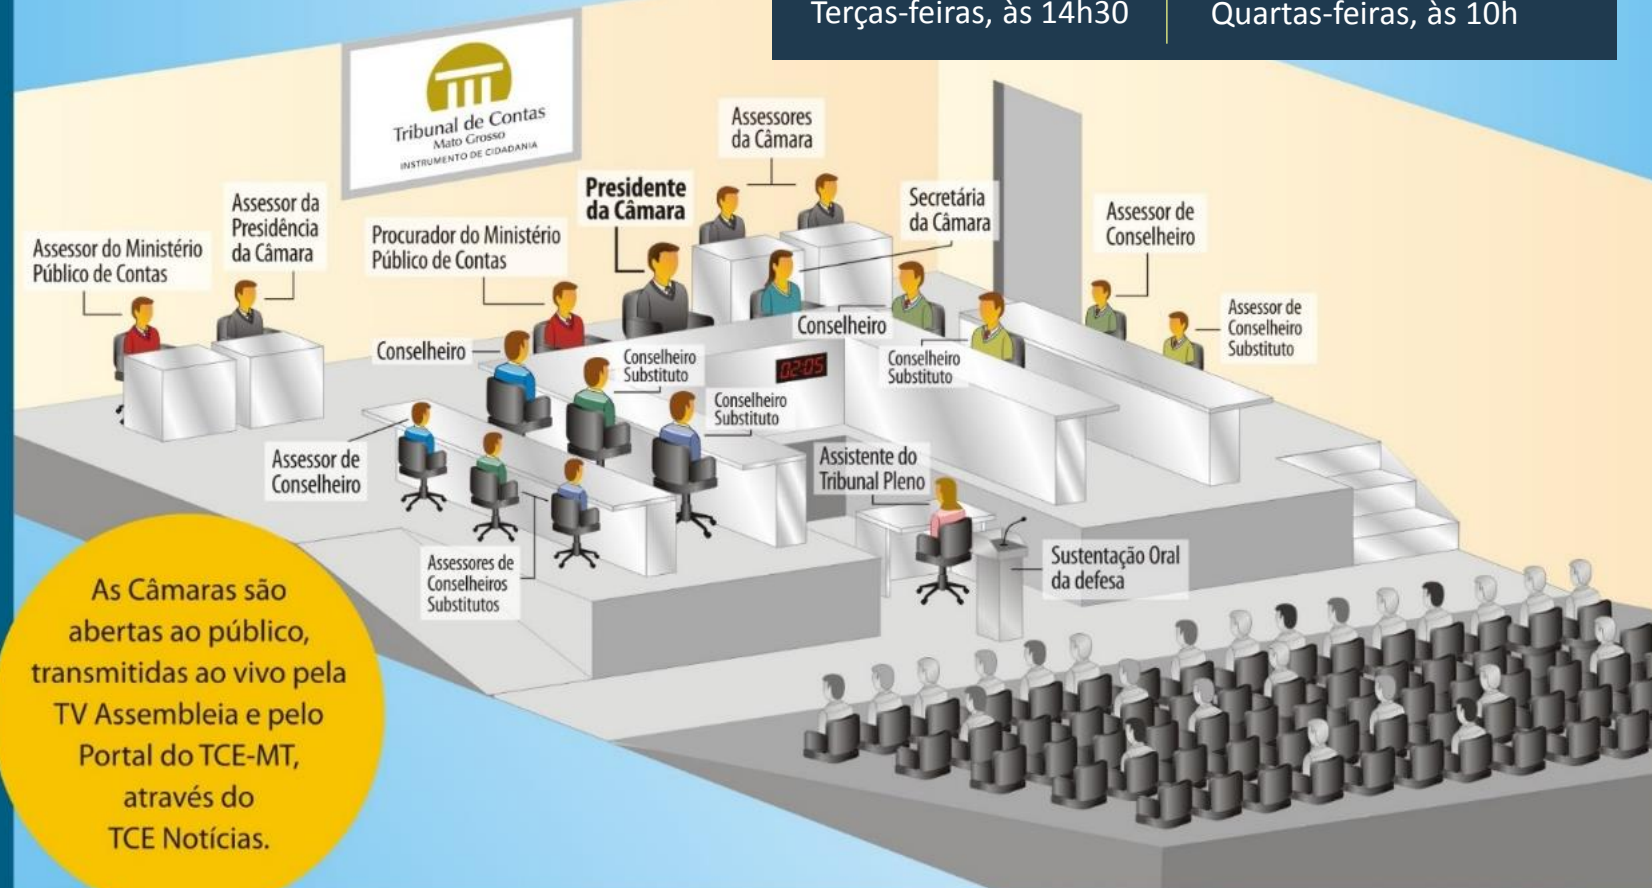 Terças-feiras, às 14h30
Quartas-feiras, às 10h
Tribunal de Contas
Mato Grosso
INSTRUMENTO DE CIDADANIA
Assessores
da Câmara
Presidente
da Câmara
Secretária
da Câmara
Assessor de
Conselheiro
Assessor da
Presidência
da Câmara
Assessor do Ministério
Público de Contas
Procurador do Ministério
Público de Contas
Assessor de
Conselheiro
Substituto
Conselheiro
Conselheiro
Conselheiro
Substituto
Conselheiro
Substituto
02:05
Conselheiro
Substituto
Assessor de
Conselheiro
Assistente do
Tribunal Pleno
Assessores de
Conselheiros
Substitutos
Sustentação Oral
da defesa
As Câmaras são
abertas ao público,
transmitidas ao vivo pela
TV Assembleia e pelo
Portal do TCE-MT,
através do
TCE Notícias.